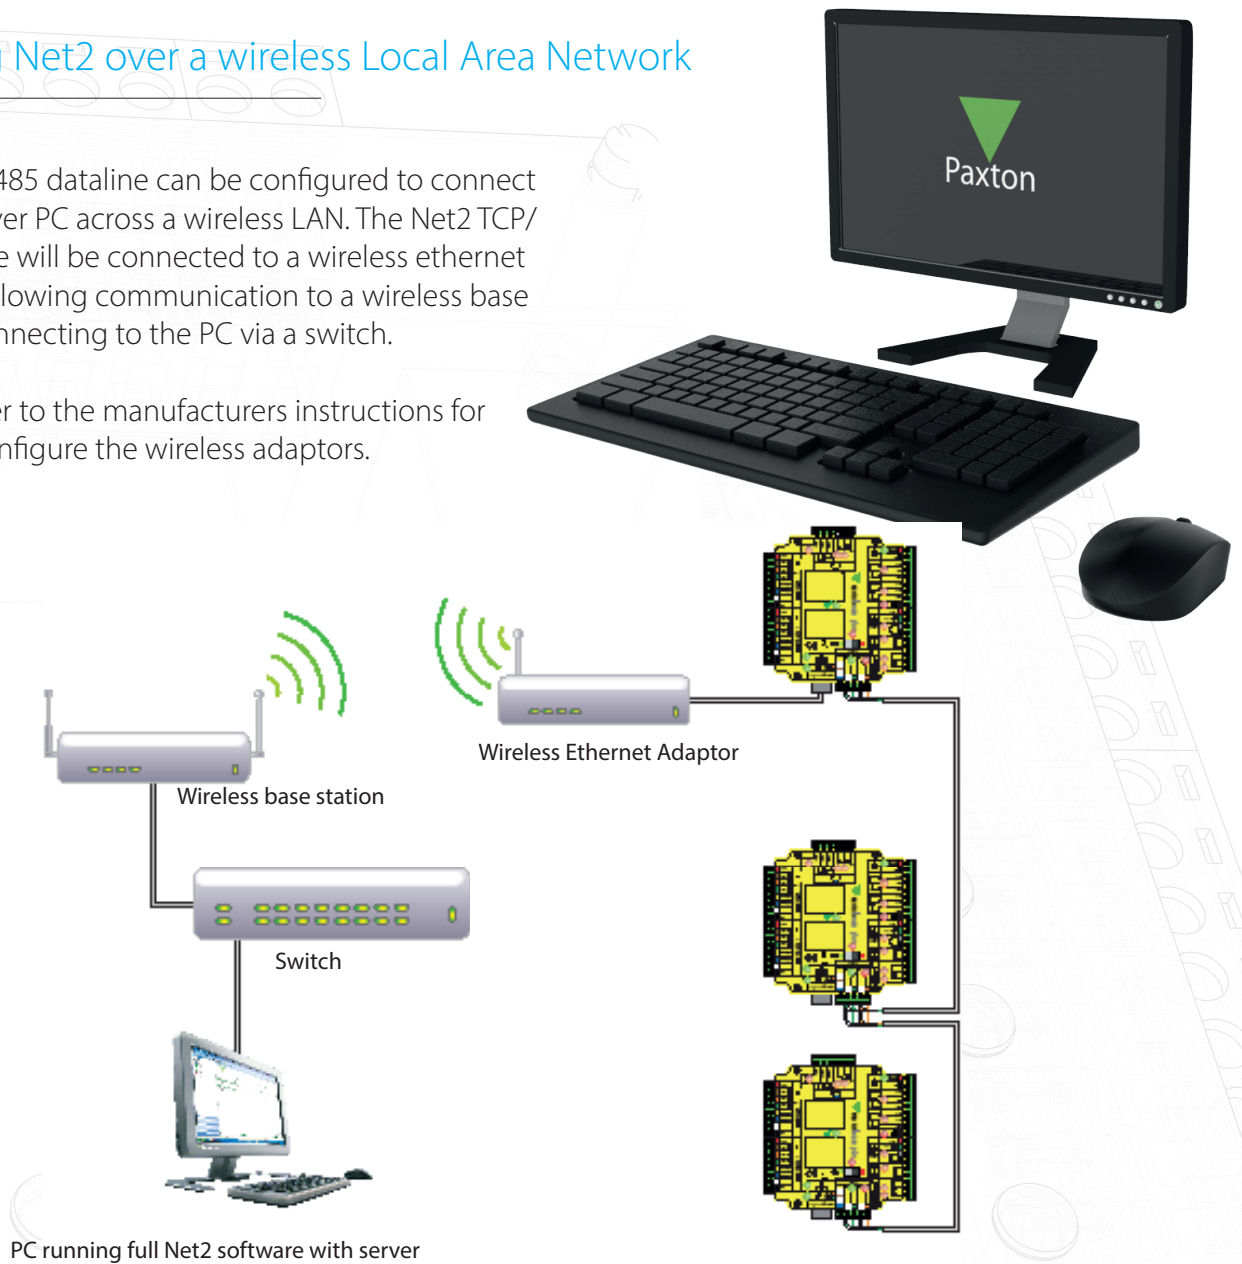 Net2 over a wireless Local Area Network
Paxton
485 dataline can be configured to connect
ver PC across a wireless LAN. The Net2 TCP/
e will be connected to a wireless ethernet
llowing communication to a wireless base
nnecting to the PC via a switch.
er to the manufacturers instructions for
nfigure the wireless adaptors.
Wireless Ethernet Adaptor
Wireless base station
Switch
PC running full Net2 software with server